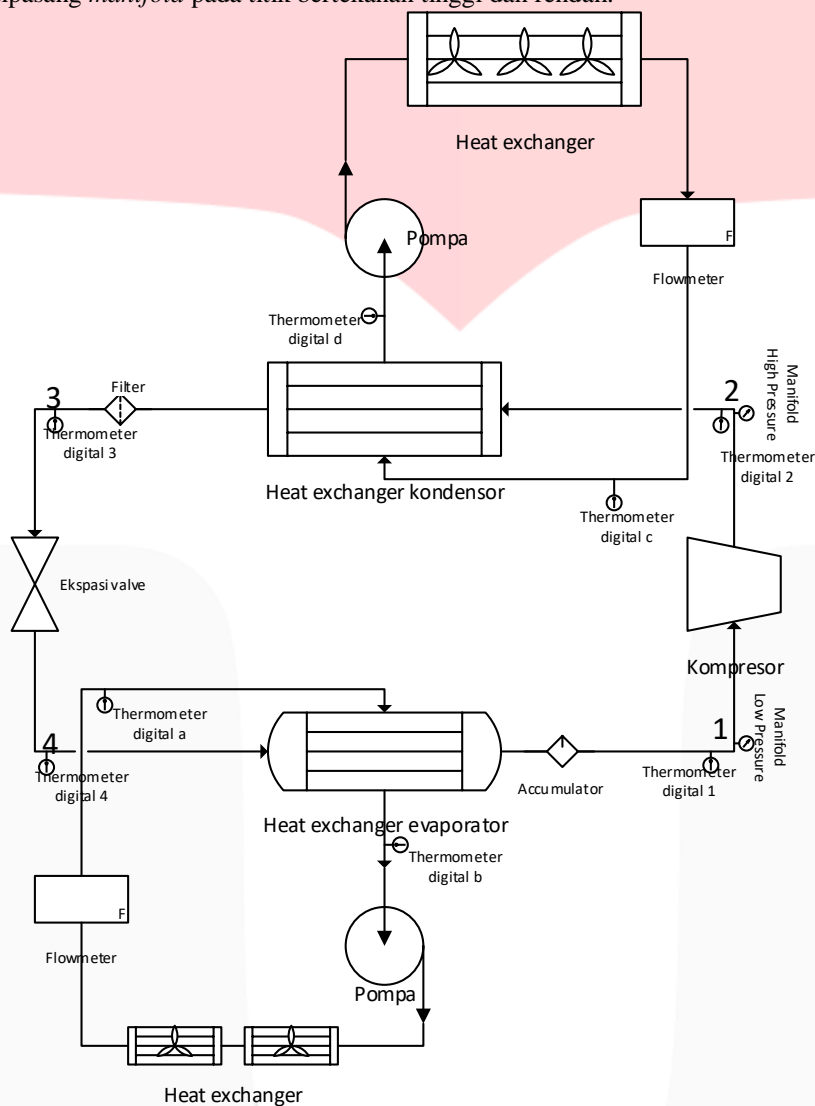 manifold pada titik bertekanan tinggi dan rendah.
Heat exchanger
Pompa
F
Flowmeter
Thermometer
digital d
Manifold
High Pressure
2
3
Filter
Thermometer
digital 3
Thermometer
digital 2
Heat exchanger kondensor
Thermometer
digital c
Ekspasi valve
Kompresor
Thermometer
digital a
Manifold
Low Pressure
1
4
Thermometer
digital 4
Thermometer
digital 1
Accumulator
Heat exchanger evaporator
Thermometer
digital b
F
Flowmeter
Pompa
Heat exchanger